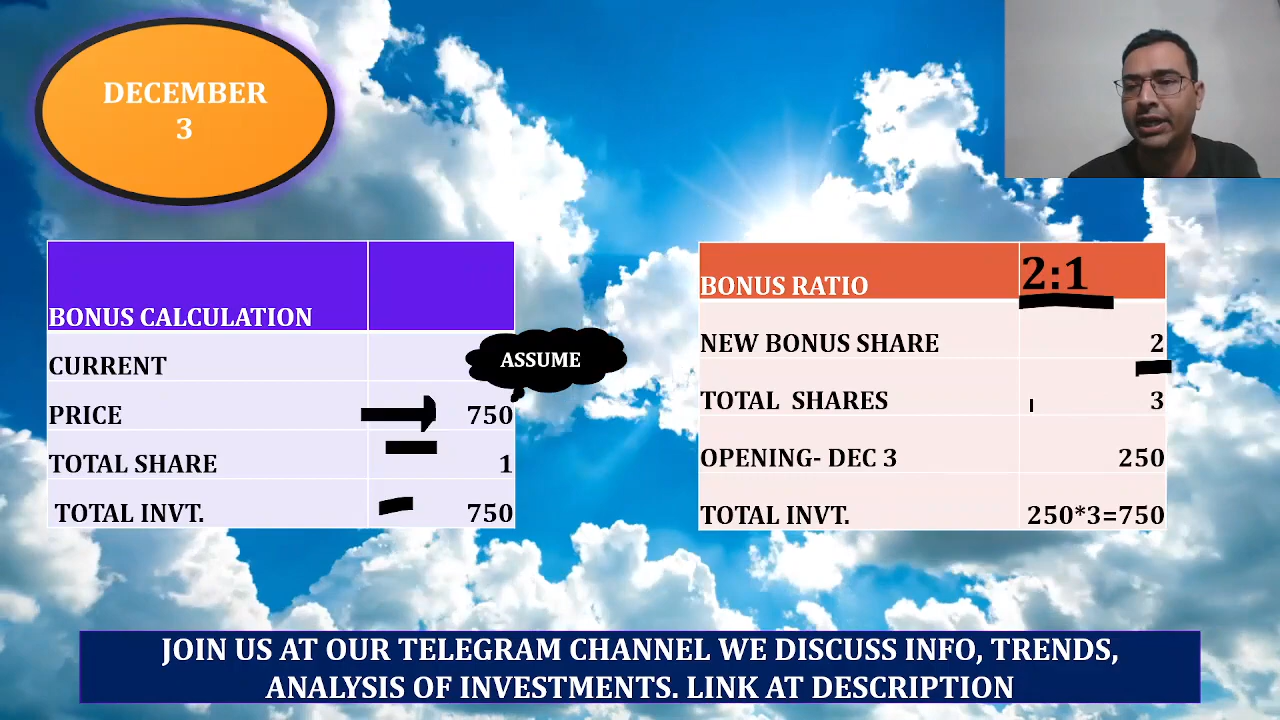 DECEMBER
3
BONUS CALCULATION
CURRENT
ASSUME
PRICE 750
TOTAL SHARE 1
TOTAL INVT. 750
BONUS RATIO 2:1
NEW BONUS SHARE 2
TOTAL SHARES 3
OPENING- DEC 3 250
TOTAL INVT. 250*3=750
JOIN US AT OUR TELEGRAM CHANNEL WE DISCUSS INFO, TRENDS,
ANALYSIS OF INVESTMENTS. LINK AT DESCRIPTION